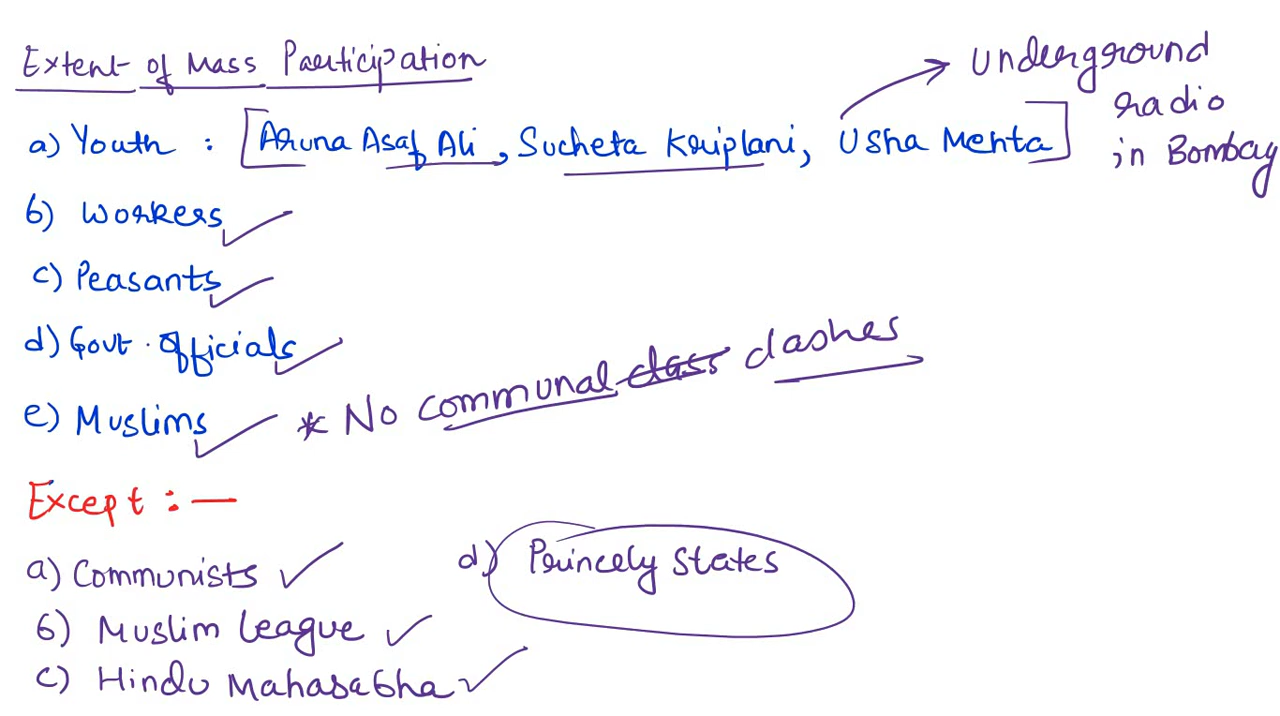 Extent of Mass Participation
underground
radio
in Bombay
a) Youth : [Aruna Asaf Ali, Sucheta Kriplani, Usha Mehta]
b) Workers
c) Peasants
d) Govt. Officials
e) Muslims * No communal class clashes
Except : —
a) Communists
b) Muslim league
c) Hindu Mahasabha
d) Princely States